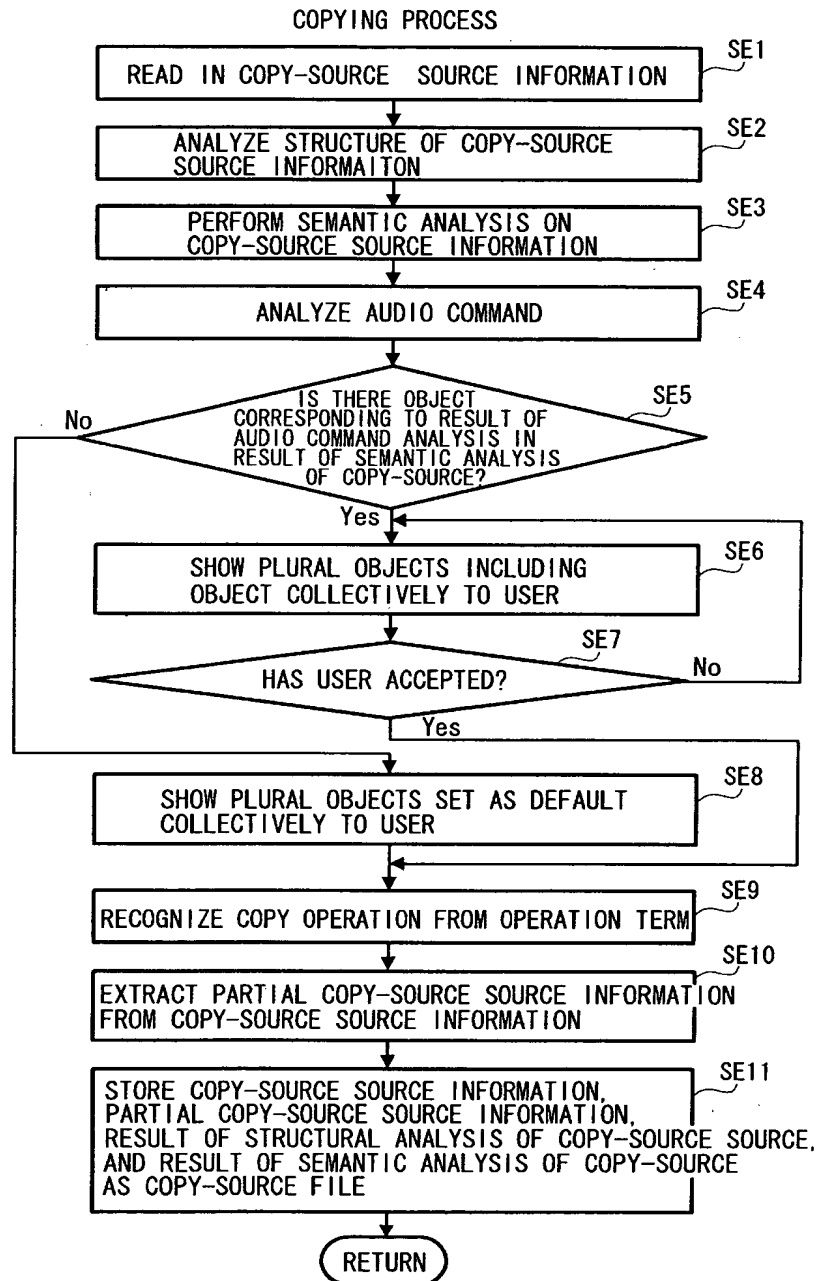 COPYING PROCESS
SE1
READ IN COPY-SOURCE SOURCE INFORMATION
SE2
ANALYZE STRUCTURE OF COPY-SOURCE
SOURCE INFORMAITON
SE3
PERFORM SEMANTIC ANALYSIS ON
COPY-SOURCE SOURCE INFORMATION
SE4
ANALYZE AUDIO COMMAND
SE5
IS THERE OBJECT
CORRESPONDING TO RESULT OF
AUDIO COMMAND ANALYSIS IN
RESULT OF SEMANTIC ANALYSIS
OF COPY-SOURCE?
No
Yes
SE6
SHOW PLURAL OBJECTS INCLUDING
OBJECT COLLECTIVELY TO USER
SE7
HAS USER ACCEPTED?
No
Yes
SE8
SHOW PLURAL OBJECTS SET AS DEFAULT
COLLECTIVELY TO USER
SE9
RECOGNIZE COPY OPERATION FROM OPERATION TERM
SE10
EXTRACT PARTIAL COPY-SOURCE SOURCE INFORMATION
FROM COPY-SOURCE SOURCE INFORMATION
SE11
STORE COPY-SOURCE SOURCE INFORMATION,
PARTIAL COPY-SOURCE SOURCE INFORMATION,
RESULT OF STRUCTURAL ANALYSIS OF COPY-SOURCE SOURCE,
AND RESULT OF SEMANTIC ANALYSIS OF COPY-SOURCE
AS COPY-SOURCE FILE
RETURN